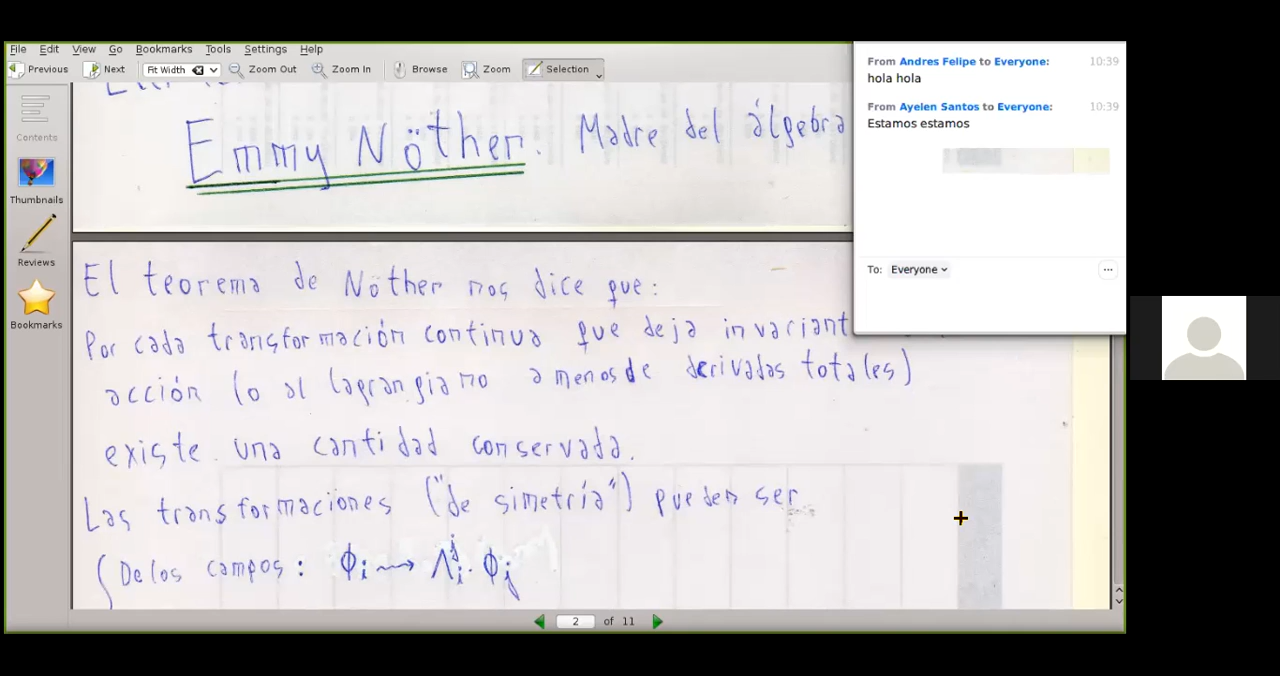 File Edit View Go Bookmarks Tools Settings Help
Previous Next Fit Width Zoom Out Zoom In Browse Zoom Selection
Contents
Thumbnails
Reviews
Bookmarks
Emmy Nöther. Madre del álgebra
El teorema de Nöther nos dice que:
Por cada transformación continua que deja invariant
acción (o al lagrangiano a menos de derivadas totales)
existe una cantidad conservada.
Las transformaciones ("de simetría") pueden ser
De los campos: ϕi ⟿ Λi^j. ϕj
2 of 11
From Andres Felipe to Everyone: 10:39
hola hola
From Ayelen Santos to Everyone: 10:39
Estamos estamos
To: Everyone